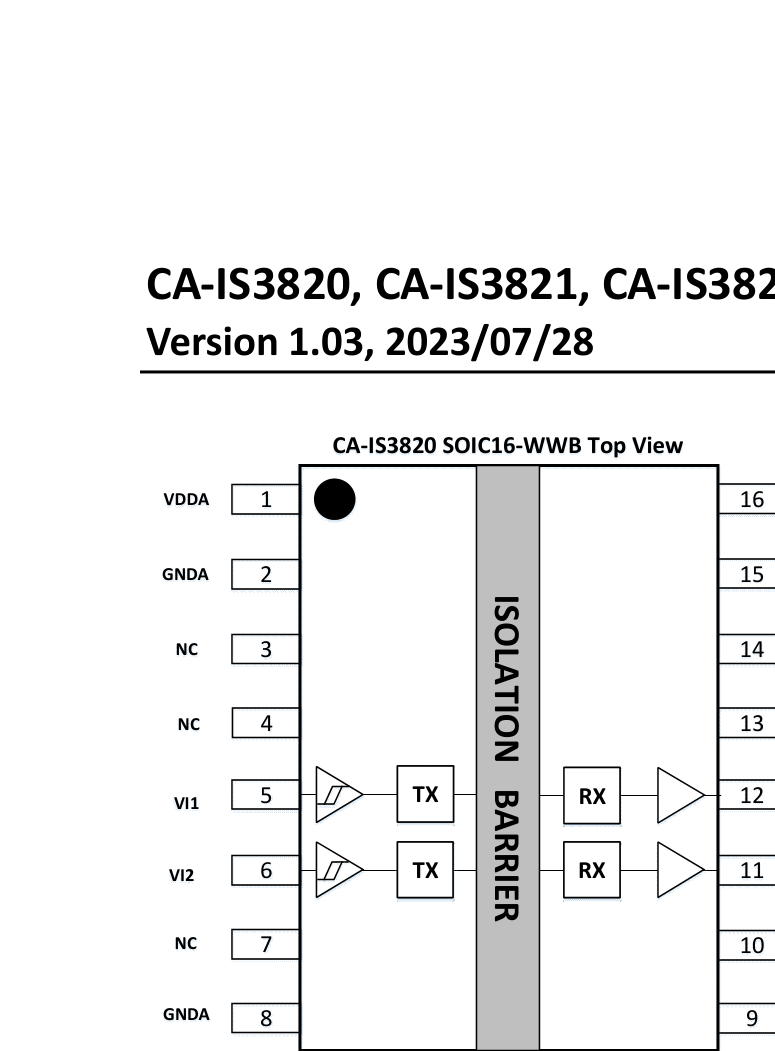 CA-IS3820, CA-IS3821, CA-IS382
Version 1.03, 2023/07/28
CA-IS3820 SOIC16-WWB Top View
VDDA 1 16
GNDA 2 15
NC 3 14
NC 4 13
VI1 5 TX RX 12
VI2 6 TX RX 11
NC 7 10
GNDA 8 9
ISOLATION BARRIER